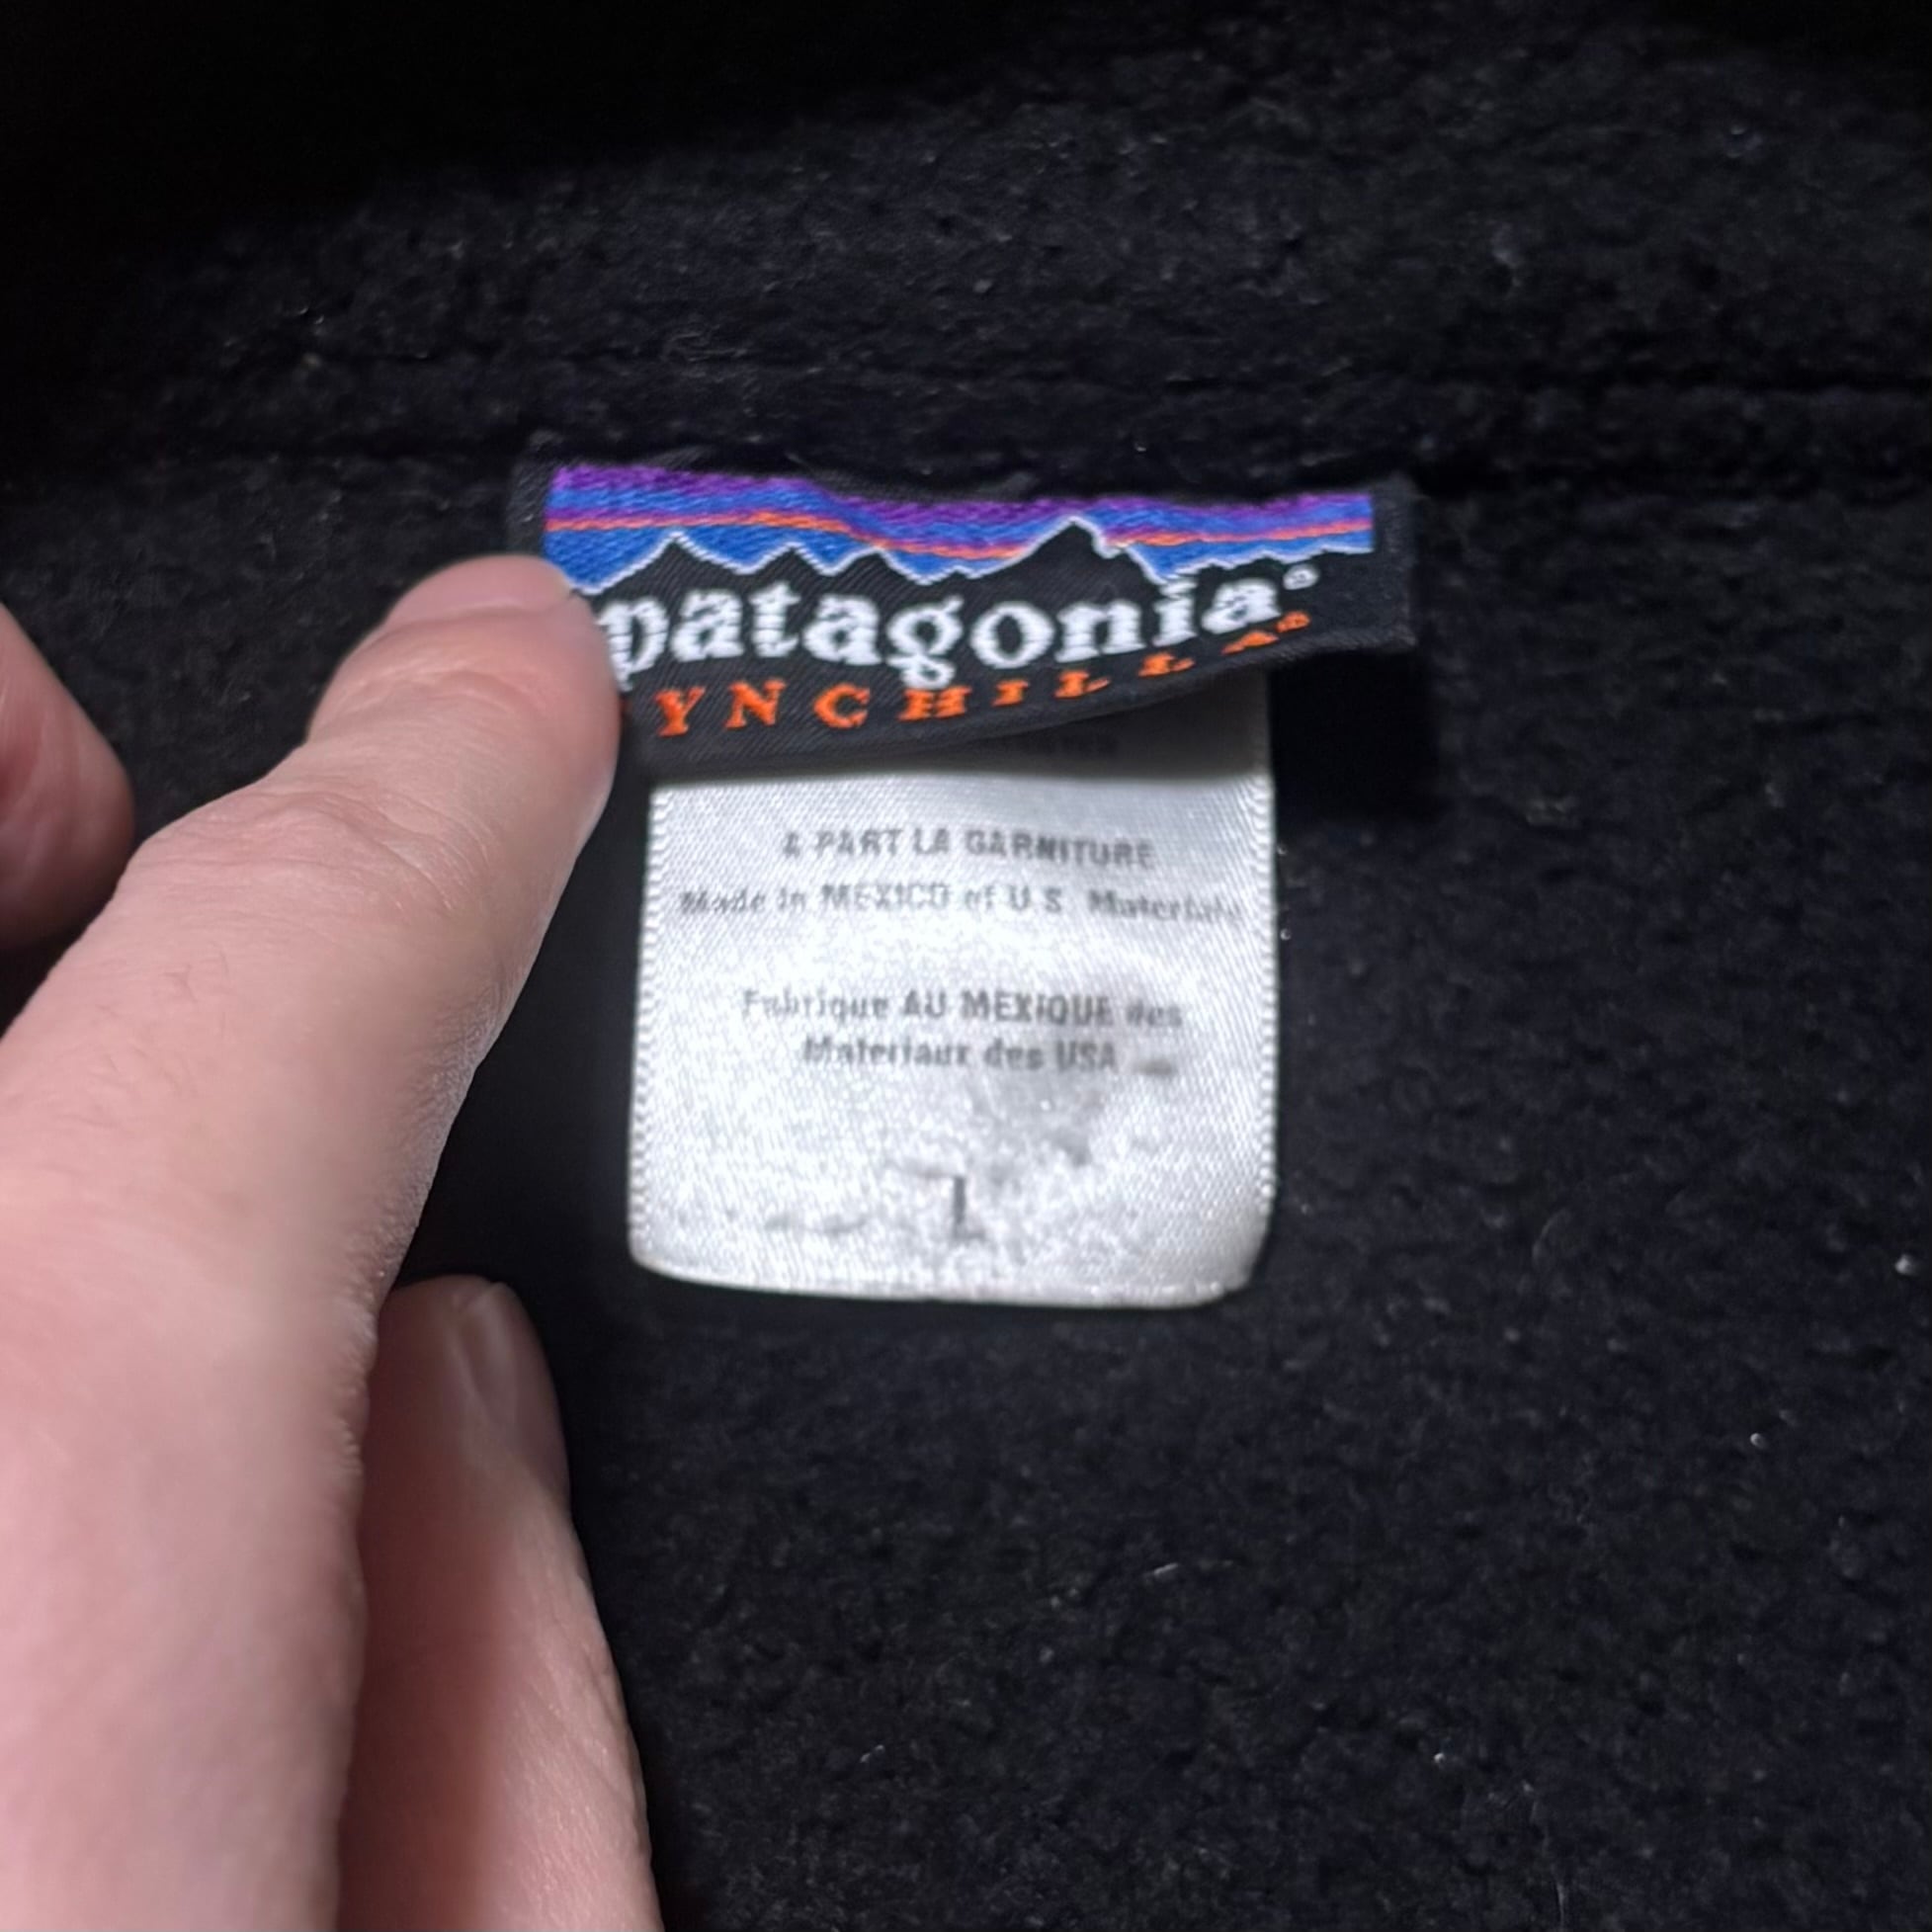 patagonia®
YNCHILLA®
A PART LA GARNITURE
Made in MEXICO of U.S. Materials
Fabrique AU MEXIQUE des
Materiaux des USA
L